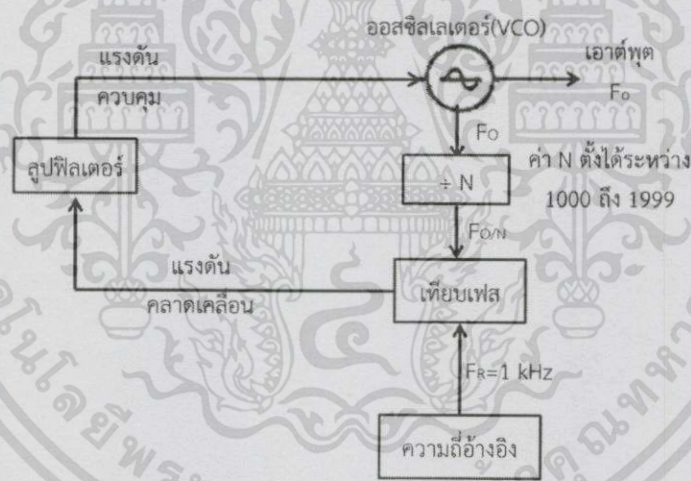 ออสซิลเลเตอร์(VCO)
แรงดัน
ควบคุม
เอาต์พุต
Fo
Fo
ลูปฟิลเตอร์
÷ N
ค่า N ตั้งได้ระหว่าง
1000 ถึง 1999
FO/N
แรงดัน
คลาดเคลื่อน
เทียบเฟส
FR=1 kHz
ความถี่อ้างอิง